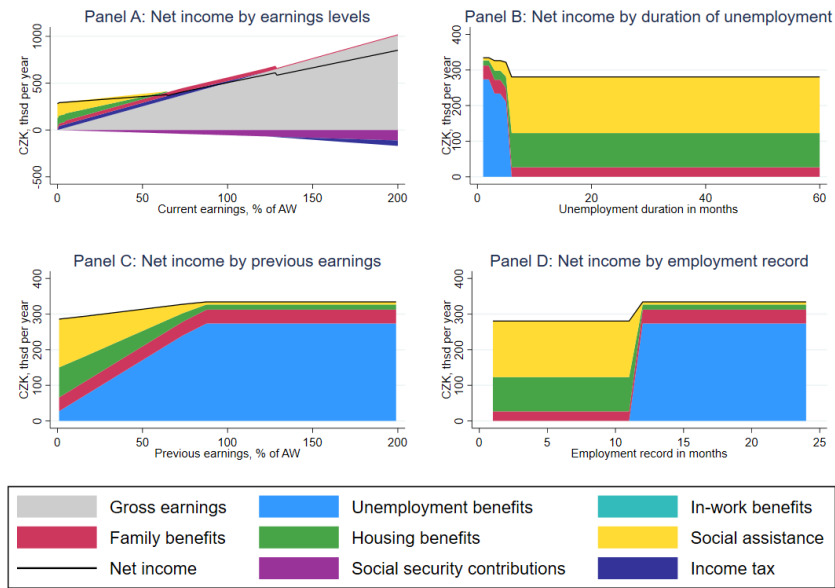 Panel A: Net income by earnings levels
CZK, thsd per year
1000
500
0
-500
0 50 100 150 200
Current earnings, % of AW
Panel B: Net income by duration of unemployment
CZK, thsd per year
400
300
200
100
0
0 20 40 60
Unemployment duration in months
Panel C: Net income by previous earnings
CZK, thsd per year
400
300
200
100
0
0 50 100 150 200
Previous earnings, % of AW
Panel D: Net income by employment record
CZK, thsd per year
400
300
200
100
0
0 5 10 15 20 25
Employment record in months
Gross earnings Unemployment benefits In-work benefits
Family benefits Housing benefits Social assistance
Net income Social security contributions Income tax